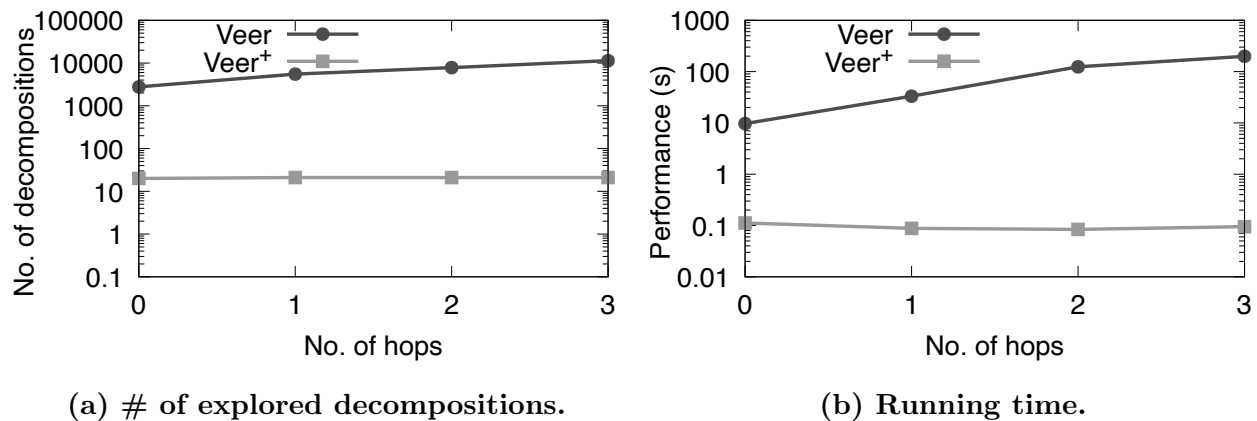 No. of decompositions
100000
10000
1000
100
10
1
0.1
Veer
Veer+
0
1
2
3
No. of hops
(a) # of explored decompositions.
Performance (s)
1000
100
10
1
0.1
0.01
Veer
Veer+
0
1
2
3
No. of hops
(b) Running time.